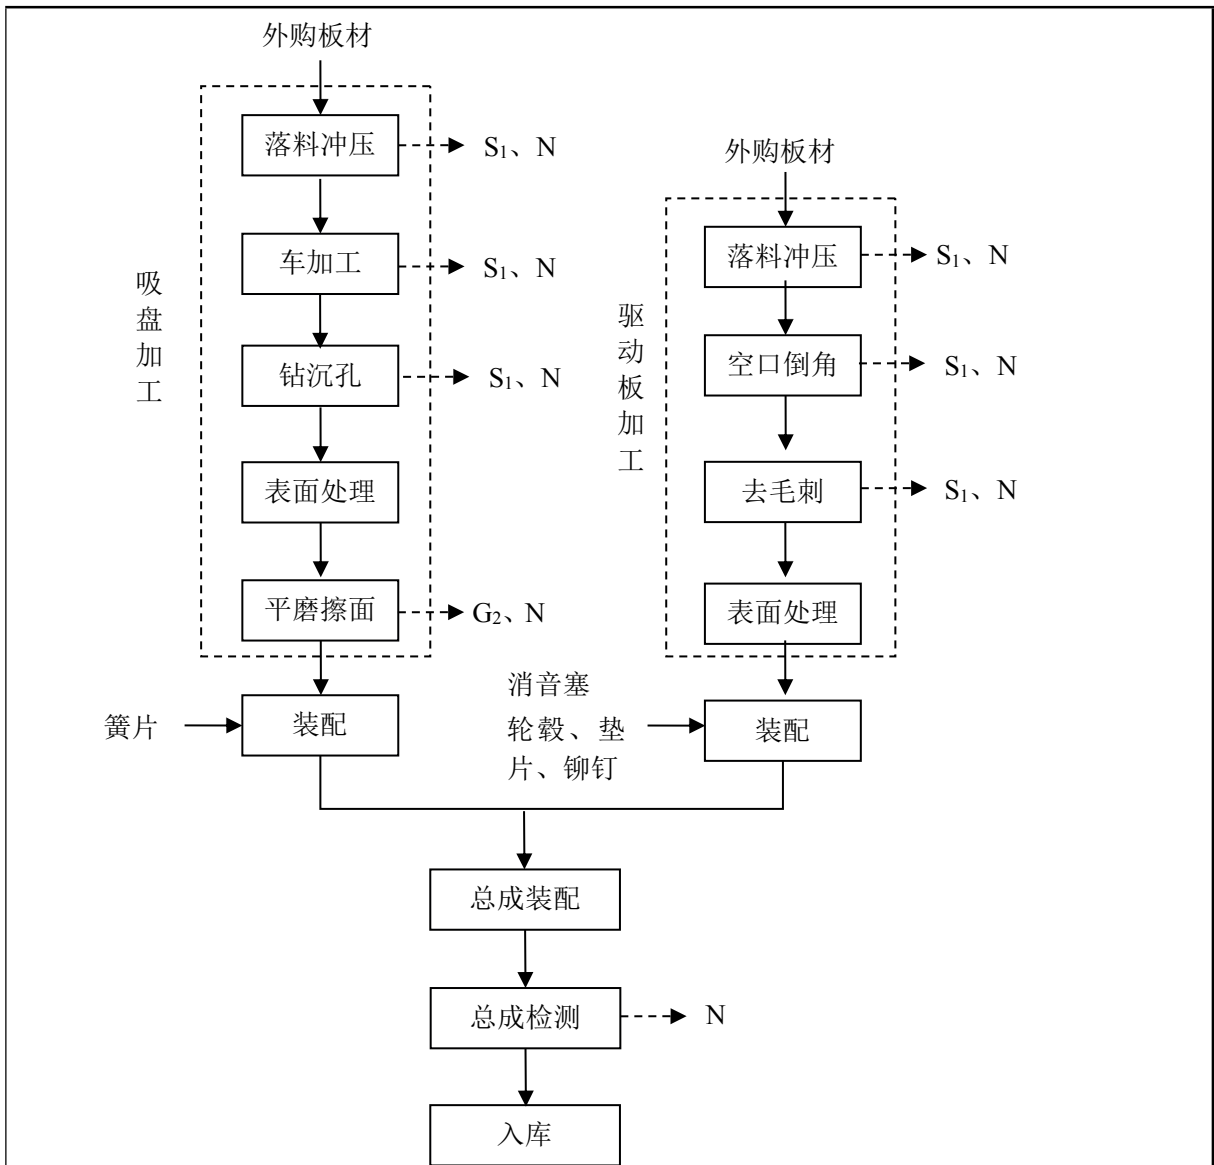 外购板材
落料冲压
S₁、N
车加工
S₁、N
钻沉孔
S₁、N
表面处理
平磨擦面
G₂、N
吸盘加工
簧片
装配
外购板材
落料冲压
S₁、N
空口倒角
S₁、N
去毛刺
S₁、N
表面处理
驱动板加工
消音塞
轮毂、垫
片、铆钉
装配
总成装配
总成检测
N
入库